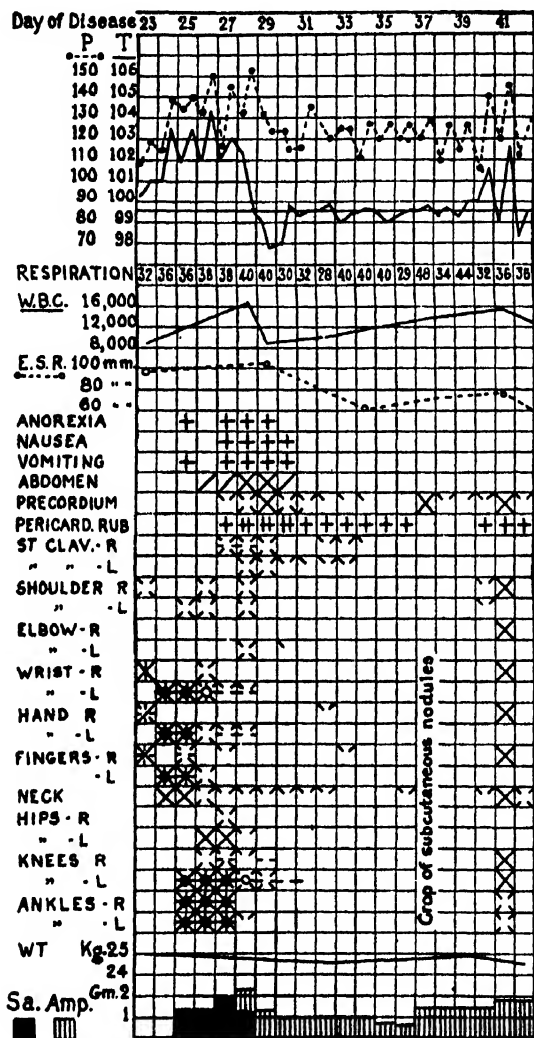 Day of Disease 23 25 27 29 31 33 33 35 37 39 41
P T
150 106
140 105
130 104
120 103
110 102
100 101
90 100
80 99
70 98
RESPIRATION 32 36 36 38 38 40 40 30 32 28 40 40 40 29 48 34 44 32 36 36
W.B.C. 16,000
12,000
8,000
E.S.R. 100 mm
80 " "
60 " "
ANOREXIA
NAUSEA
VOMITING
ABDOMEN
PRECORDIUM
PERICARD. RUB
ST CLAV.- R
" " - L
SHOULDER R
" - L
ELBOW - R
" - L
WRIST - R
" - L
HAND R
" - L
FINGERS - R
- L
NECK
HIPS - R
" - L
KNEES R
" - L
ANKLES - R
" - L
Crop of subcutaneous nodules
WT Kg. 25
24
Gm. 2
Sa. Amp. 1